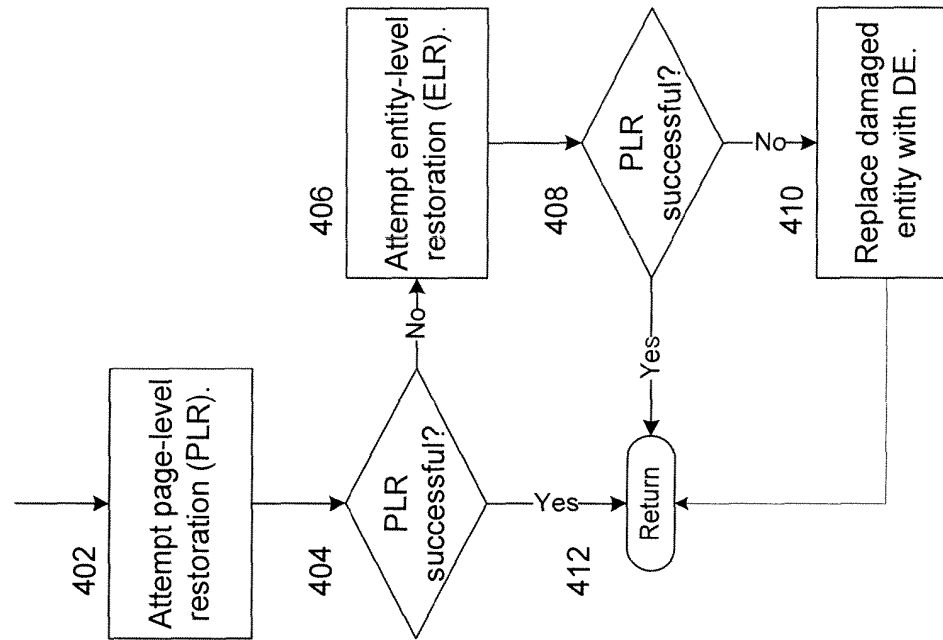 402
Attempt page-level
restoration (PLR).
404
PLR
successful?
No
Yes
406
Attempt entity-level
restoration (ELR).
408
PLR
successful?
Yes
No
410
Replace damaged
entity with DE.
412
Return